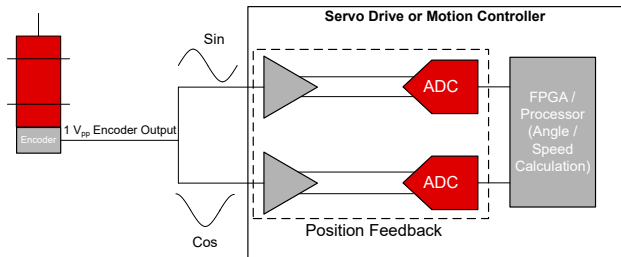 Servo Drive or Motion Controller
Sin
ADC
1 Vpp Encoder Output
Encoder
FPGA /
Processor
(Angle /
Speed
Calculation)
ADC
Cos
Position Feedback